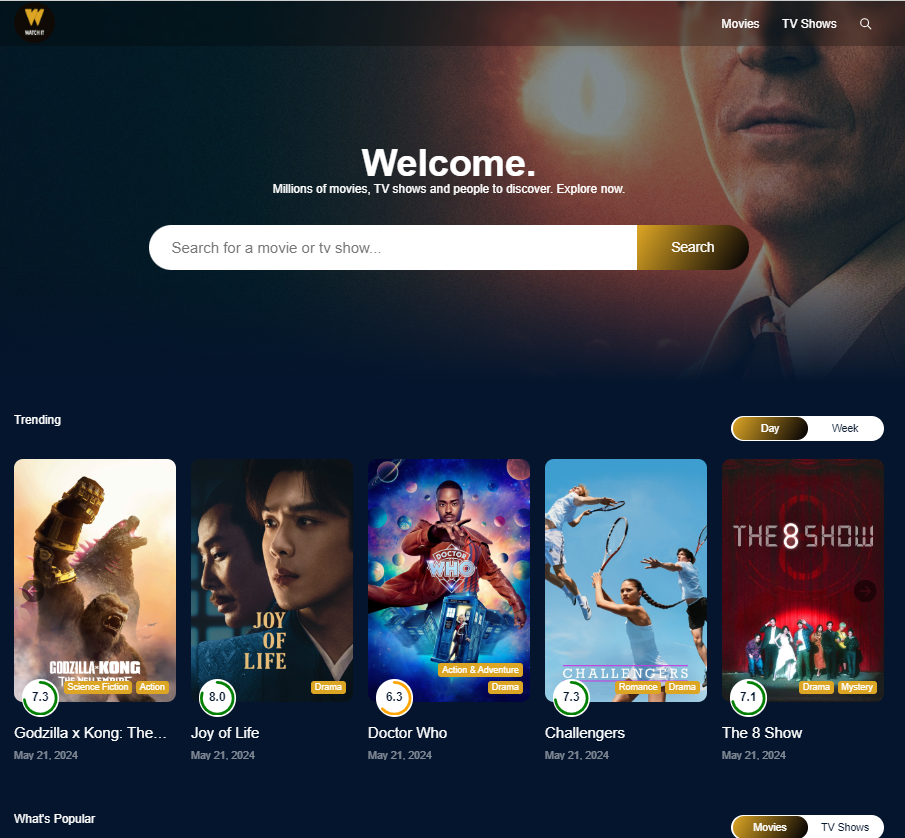 W
WATCH IT
Movies
TV Shows
Welcome.
Millions of movies, TV shows and people to discover. Explore now.
Search for a movie or tv show...
Search
Trending
Day
Week
GODZILLA × KONG
THE NEW EMPIRE
Science Fiction
Action
7.3
JOY
OF
LIFE
Drama
8.0
DOCTOR
WHO
Action & Adventure
Drama
6.3
CHALLENGERS
Romance
Drama
7.3
THE 8 SHOW
Drama
Mystery
7.1
Godzilla x Kong: The...
May 21, 2024
Joy of Life
May 21, 2024
Doctor Who
May 21, 2024
Challengers
May 21, 2024
The 8 Show
May 21, 2024
What's Popular
Movies
TV Shows